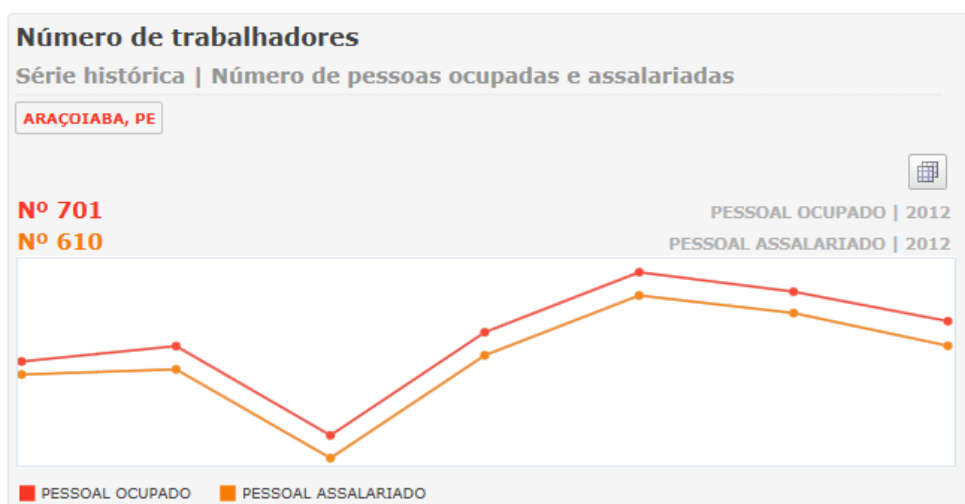 Número de trabalhadores
Série histórica | Número de pessoas ocupadas e assalariadas
ARAÇOIABA, PE
Nº 701 PESSOAL OCUPADO | 2012
Nº 610 PESSOAL ASSALARIADO | 2012
PESSOAL OCUPADO PESSOAL ASSALARIADO